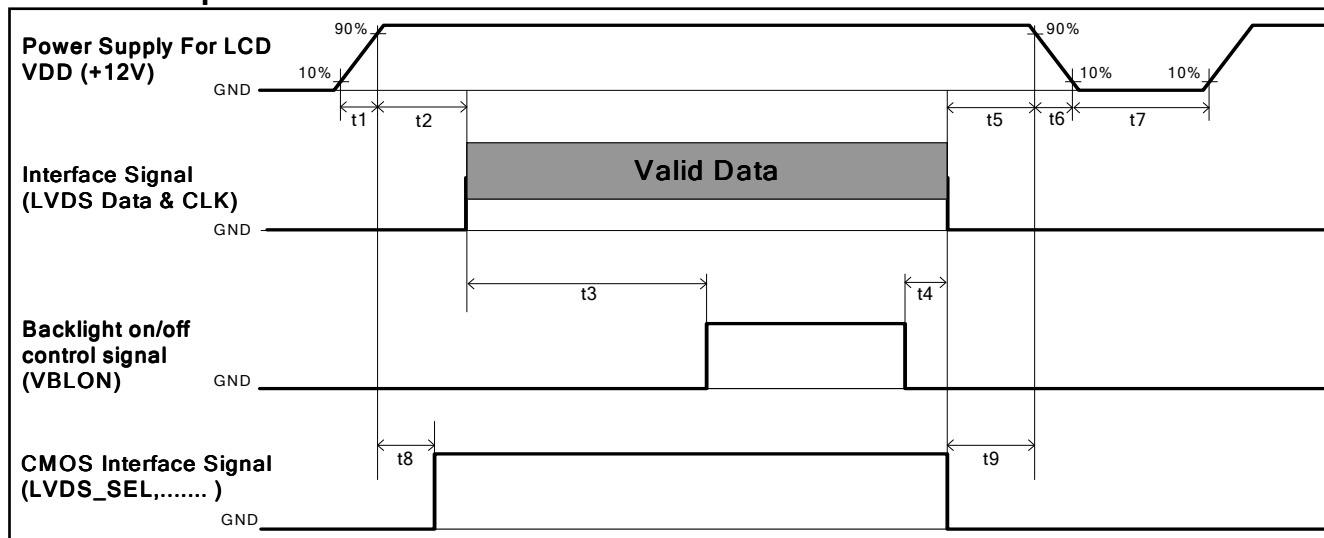 Power Supply For LCD
VDD (+12V)
GND
90%
10%
90%
10%
10%
t1
t2
t5
t6
t7
Interface Signal
(LVDS Data & CLK)
GND
Valid Data
t3
t4
Backlight on/off
control signal
(VBLON)
GND
t8
t9
CMOS Interface Signal
(LVDS_SEL,....... )
GND